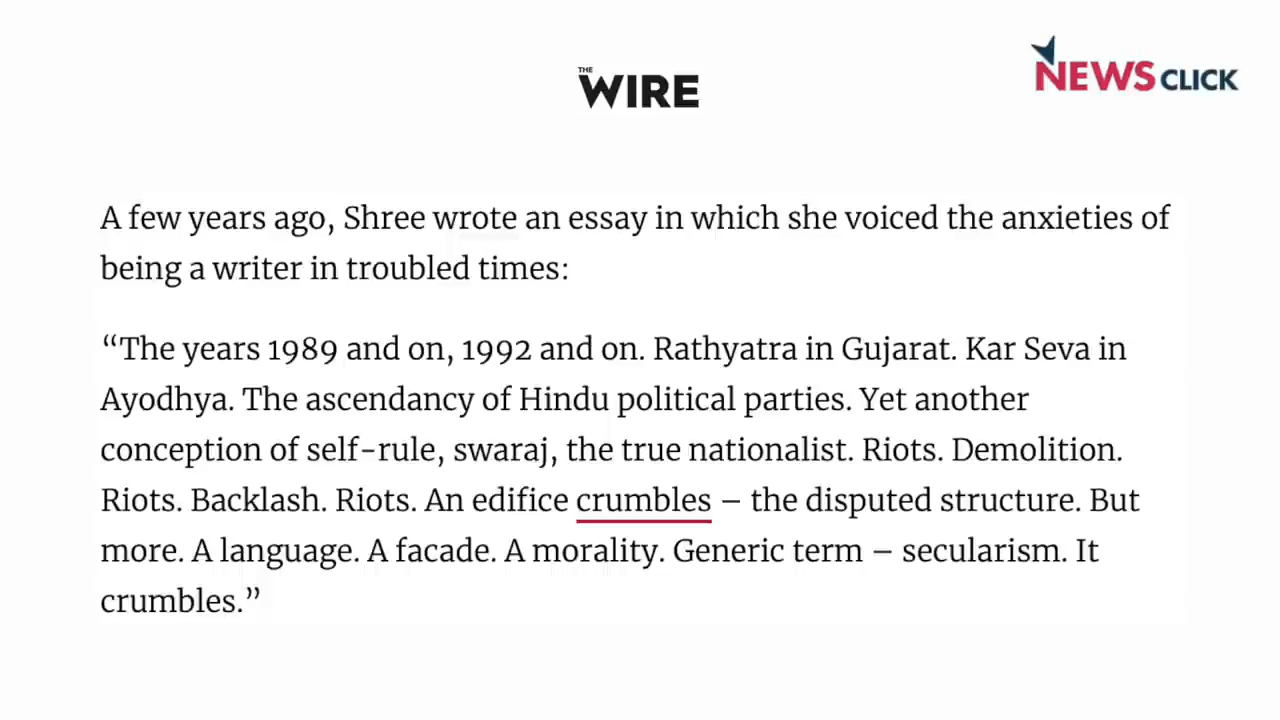 THE
WIRE
NEWS CLICK
A few years ago, Shree wrote an essay in which she voiced the anxieties of
being a writer in troubled times:
“The years 1989 and on, 1992 and on. Rathyatra in Gujarat. Kar Seva in
Ayodhya. The ascendancy of Hindu political parties. Yet another
conception of self-rule, swaraj, the true nationalist. Riots. Demolition.
Riots. Backlash. Riots. An edifice crumbles – the disputed structure. But
more. A language. A facade. A morality. Generic term – secularism. It
crumbles.”